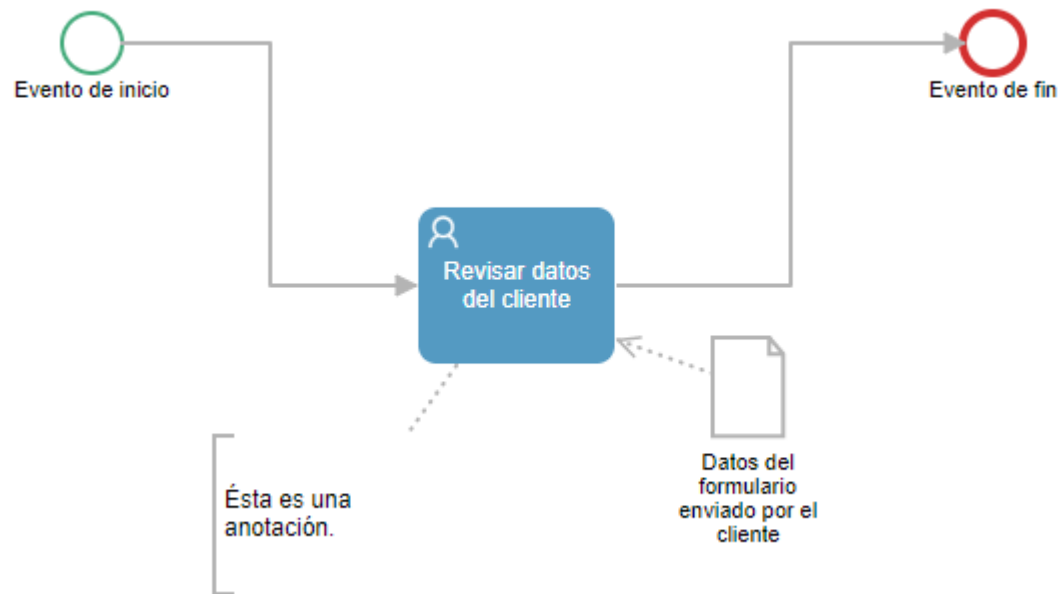 Evento de inicio
Evento de fin
Revisar datos
del cliente
Ésta es una
anotación.
Datos del
formulario
enviado por el
cliente